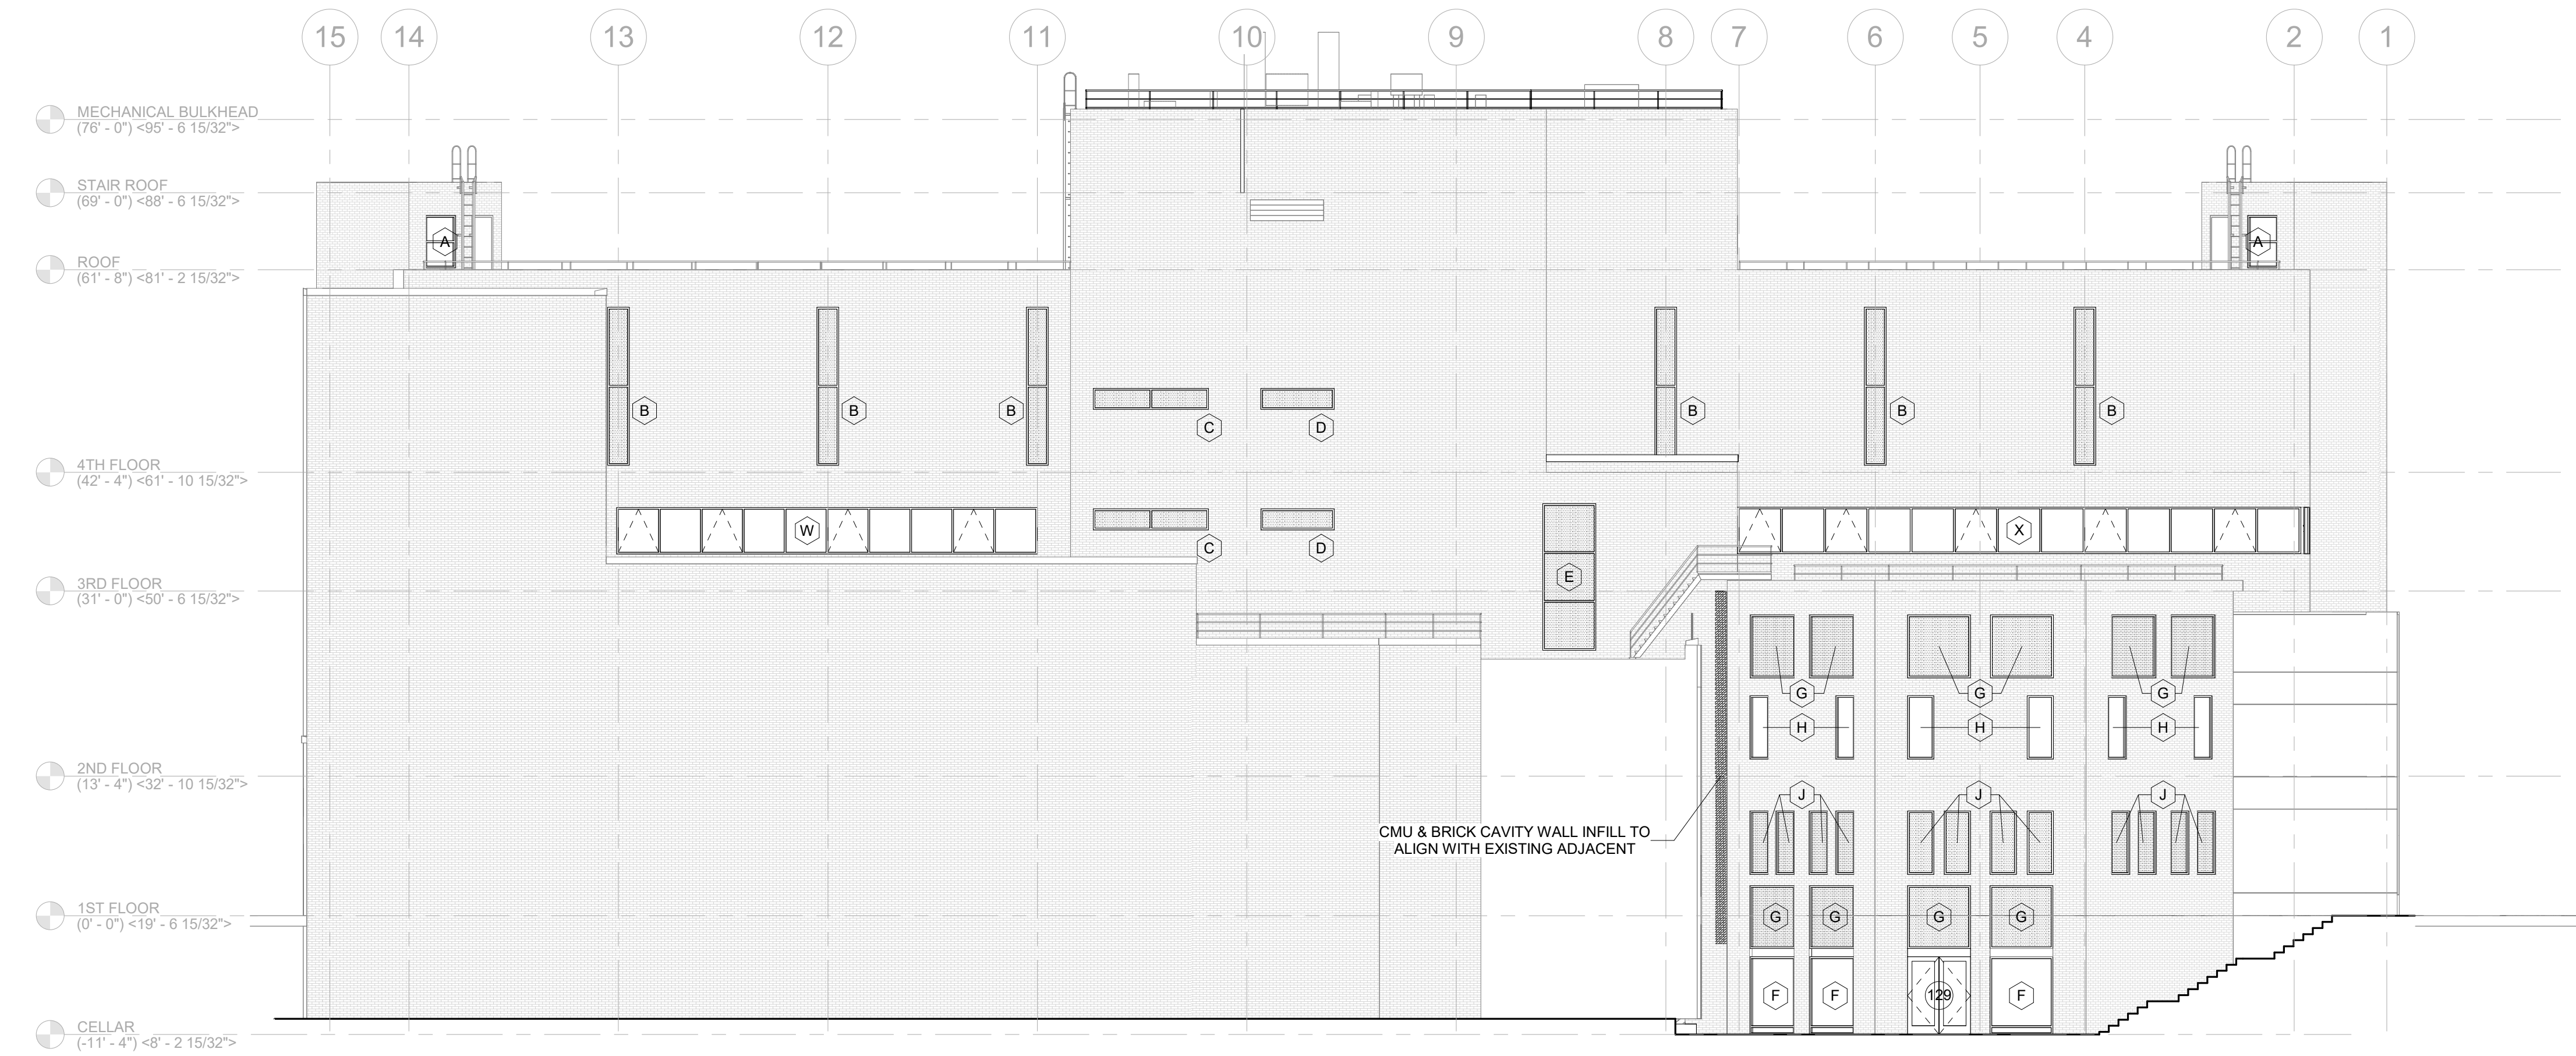 15 14 13 12 11 10 9 8 7 6 5 4 2 1
MECHANICAL BULKHEAD
(76' - 0") <95' - 6 15/32">
STAIR ROOF
(69' - 0") <88' - 6 15/32">
A A
ROOF
(61' - 8") <81' - 2 15/32">
B B B B B B
C D
4TH FLOOR
(42' - 4") <61' - 10 15/32">
W X
C D
E
3RD FLOOR
(31' - 0") <50' - 6 15/32">
G G G
H H H
2ND FLOOR
(13' - 4") <32' - 10 15/32">
J J J
CMU & BRICK CAVITY WALL INFILL TO
ALIGN WITH EXISTING ADJACENT
1ST FLOOR
(0' - 0") <19' - 6 15/32">
G G G G
F F 129 F
CELLAR
(-11' - 4") <8' - 2 15/32">